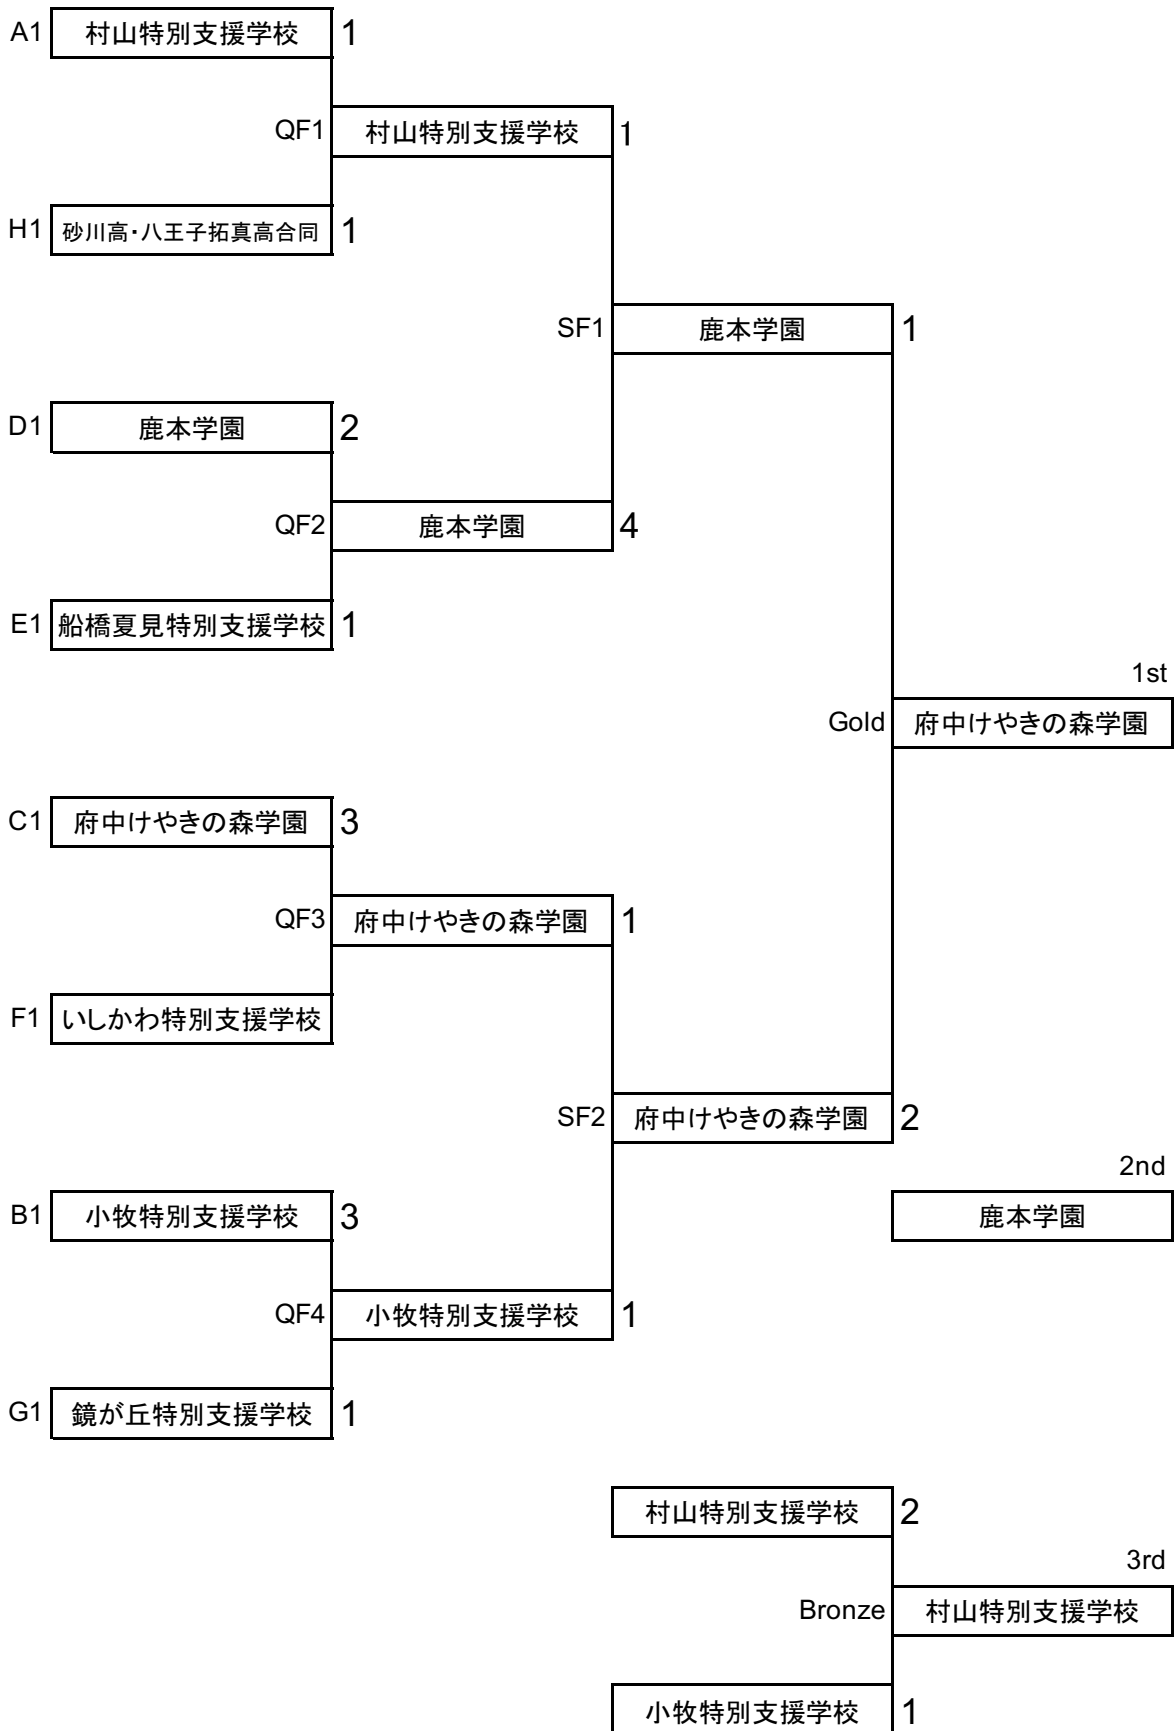 A1 村山特別支援学校 1
QF1 村山特別支援学校 1
H1 砂川高・八王子拓真高合同 1
SF1 鹿本学園 1
D1 鹿本学園 2
QF2 鹿本学園 4
E1 船橋夏見特別支援学校 1
1st
Gold 府中けやきの森学園
C1 府中けやきの森学園 3
QF3 府中けやきの森学園 1
F1 いしかわ特別支援学校
SF2 府中けやきの森学園 2
2nd
B1 小牧特別支援学校 3
鹿本学園
QF4 小牧特別支援学校 1
G1 鏡が丘特別支援学校 1
村山特別支援学校 2
3rd
Bronze 村山特別支援学校
小牧特別支援学校 1